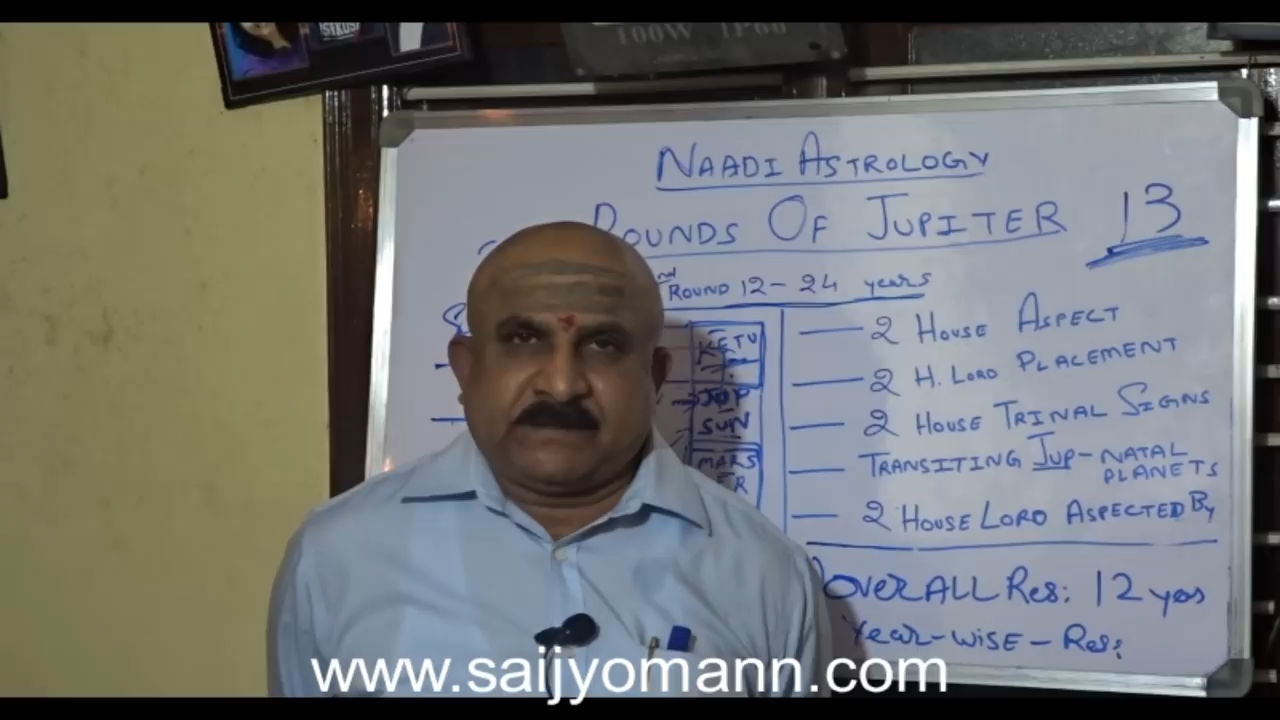 100W IP66
NAADI ASTROLOGY
ROUNDS OF JUPITER 13
nd ROUND 12-24 years
KETU
JUP
SUN
MARS
2 HOUSE ASPECT
2 H. LORD PLACEMENT
2 HOUSE TRINAL SIGNS
TRANSITING JUP-NATAL
PLANETS
2 HOUSE LORD ASPECTED BY
OVERALL Res: 12 yrs
Year-wise-Res:
www.saijyomann.com